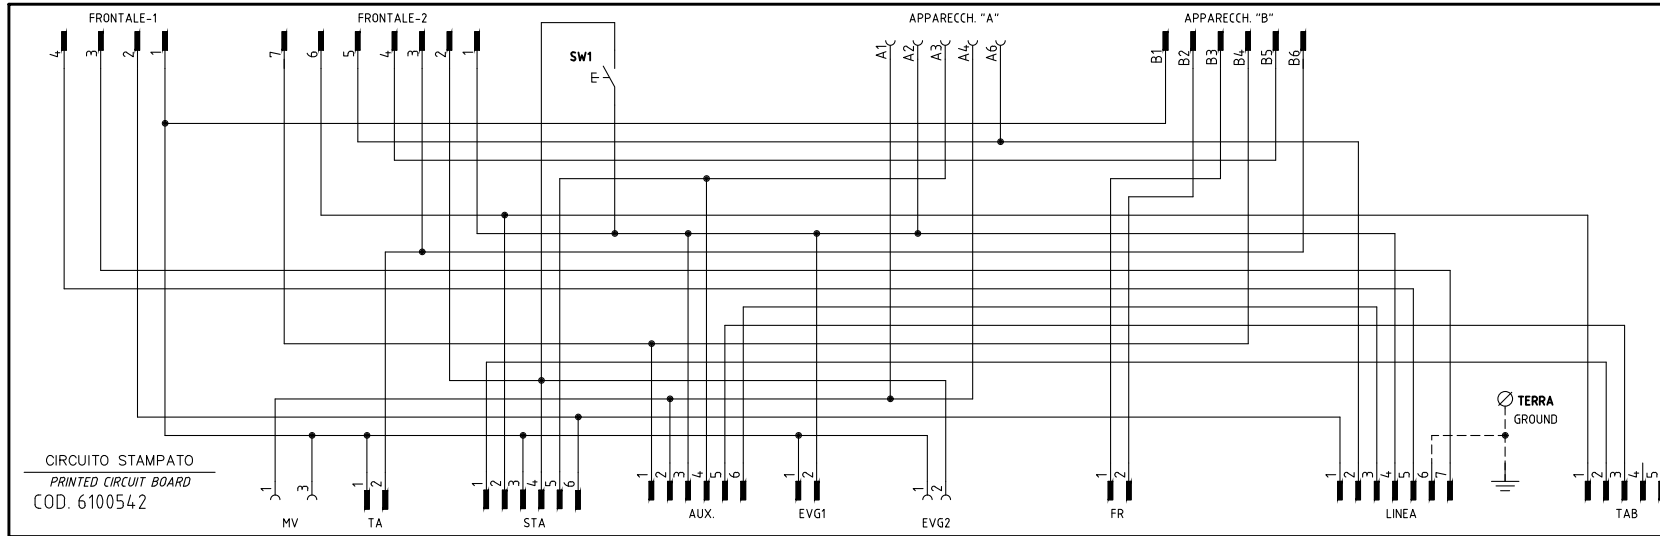 FRONTALE-1 FRONTALE-2 APPARECCH. "A" APPARECCH. "B"
4 3 2 1 7 6 5 4 3 2 1 A1 A2 A3 A4 A6 B1 B2 B3 B4 B5 B6
SW1
E
TERRA
GROUND
CIRCUITO STAMPATO
PRINTED CIRCUIT BOARD
COD. 6100542
1 3 1 2 1 2 3 4 5 6 1 2 3 4 5 6 1 2 1 2 1 2 1 2 3 4 5 6 7 1 2 3 4 5
MV TA STA AUX. EVG1 EVG2 FR LINEA TAB